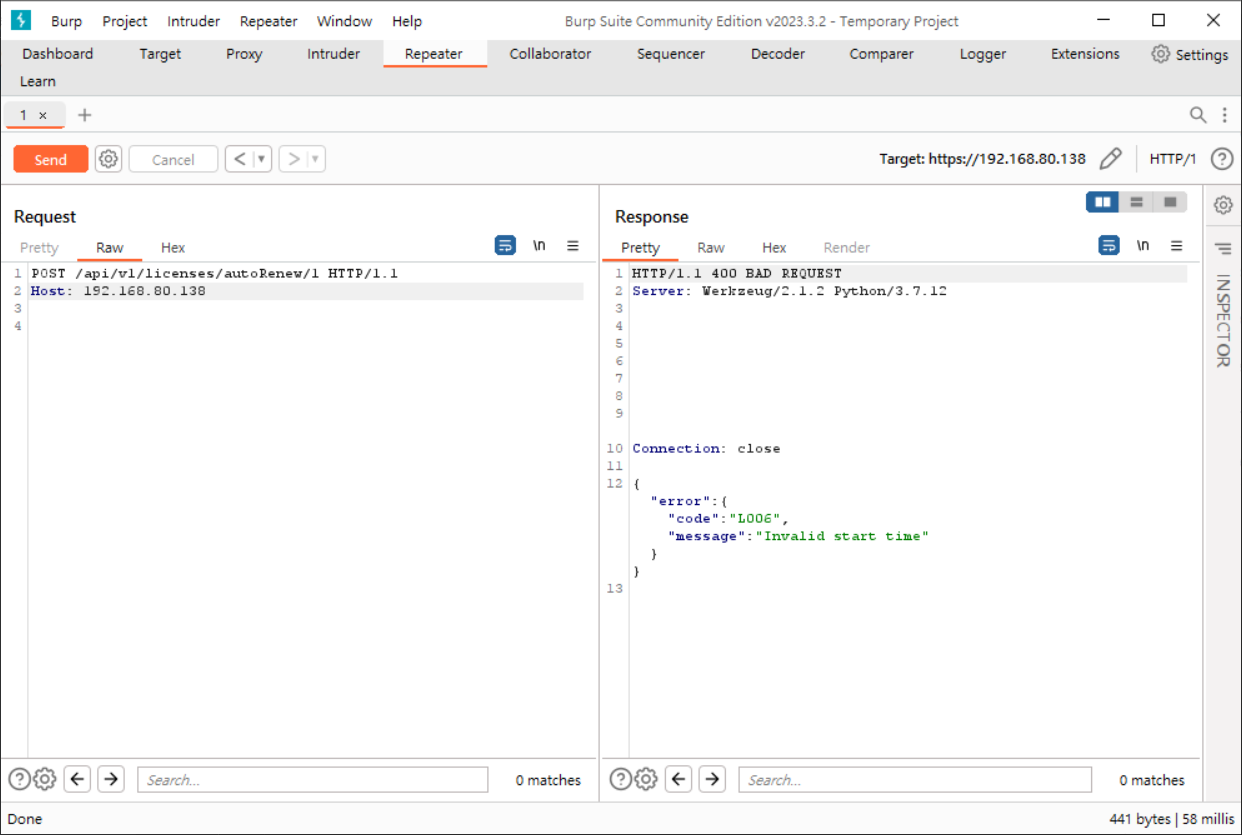 Burp Project Intruder Repeater Window Help Burp Suite Community Edition v2023.3.2 - Temporary Project
Dashboard Target Proxy Intruder Repeater Collaborator Sequencer Decoder Comparer Logger Extensions Settings
Learn
1 × +
Send Cancel < > Target: https://192.168.80.138 HTTP/1 ?
Request
Pretty Raw Hex \n
1 POST /api/v1/licenses/autoRenew/1 HTTP/1.1
2 Host: 192.168.80.138
3
4
Response
Pretty Raw Hex Render \n
1 HTTP/1.1 400 BAD REQUEST
2 Server: Werkzeug/2.1.2 Python/3.7.12
3
4
5
6
7
8
9
10 Connection: close
11
12 {
"error":{
"code":"L006",
"message":"Invalid start time"
}
}
13
INSPECTOR
? Search... 0 matches
? Search... 0 matches
Done 441 bytes | 58 millis